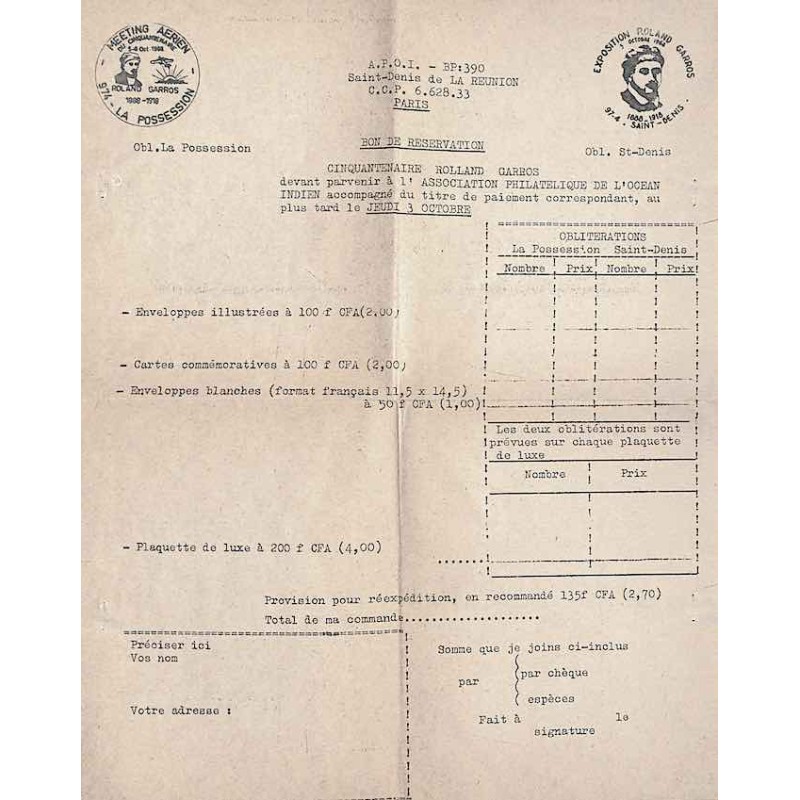 MEETING AERIEN
DU CINQUANTENAIRE
5-6 Oct 1968
ROLAND GARROS
1888-1918
974 - LA POSSESSION
EXPOSITION ROLAND GARROS
OCTOBRE 1968
1888-1918
97-4 - SAINT-DENIS
A.P.O.I. - BP:390
Saint-Denis de LA REUNION
C.C.P. 6.628.33
PARIS
Obl.La Possession
BON DE RESERVATION
Obl. St-Denis
CINQUANTENAIRE ROLLAND GARROS
devant parvenir à l' ASSOCIATION PHILATELIQUE DE L'OCEAN
INDIEN accompagné du titre de paiement correspondant, au
plus tard le JEUDI 3 OCTOBRE
OBLITERATIONS
La Possession Saint-Denis
Nombre Prix Nombre Prix
- Enveloppes illustrées à 100 f CFA(2,00)
- Cartes commémoratives à 100 f CFA (2,00)
- Enveloppes blanches (format français 11,5 x 14,5)
à 50 f CFA (1,00)
Les deux oblitérations sont
prévues sur chaque plaquette
de luxe
Nombre Prix
- Plaquette de luxe à 200 f CFA (4,00)
.......
Provision pour réexpédition, en recommandé 135f CFA (2,70)
Total de ma commande....................
Préciser ici
Vos nom
Votre adresse :
Somme que je joins ci-inclus
par
par chèque
espèces
Fait à le
signature